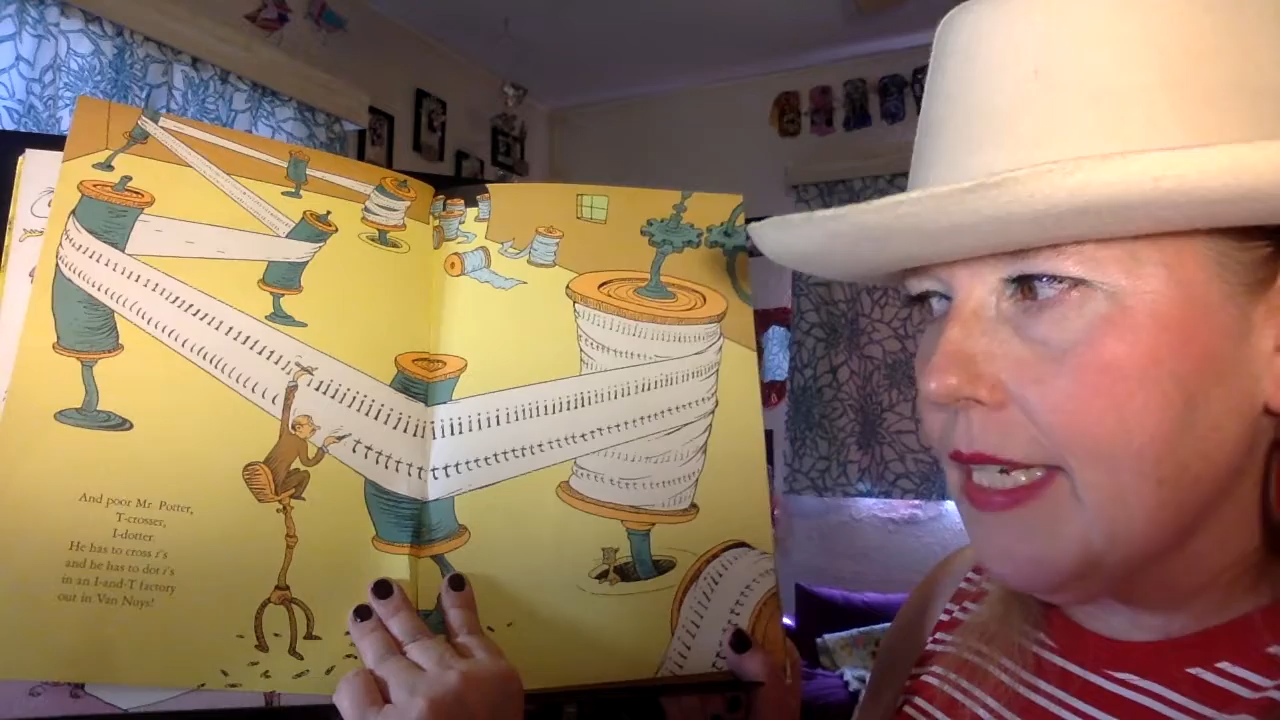 And poor Mr. Potter,
T-crosser,
I-dotter.
He has to cross t's
and he has to dot i's
in an I-and-T factory
out in Van Nuys!